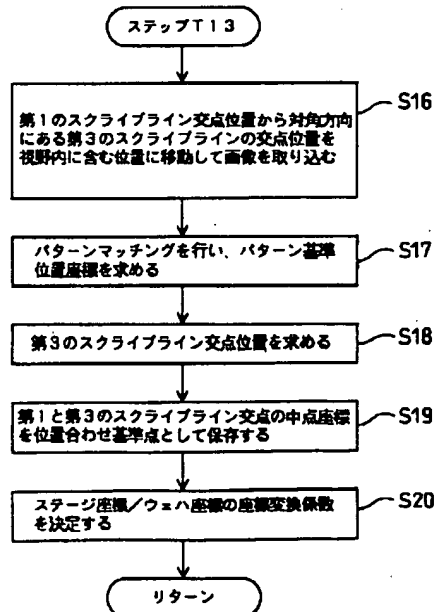 ステップT13
第1のスクライブライン交点位置から対角方向
にある第3のスクライブラインの交点位置を
視野内に含む位置に移動して画像を取り込む
S16
パターンマッチングを行い、パターン基準
位置座標を求める
S17
第3のスクライブライン交点位置を求める
S18
第1と第3のスクライブライン交点の中点座標
を位置合わせ基準点として保存する
S19
ステージ座標/ウェハ座標の座標変換係数
を決定する
S20
リターン